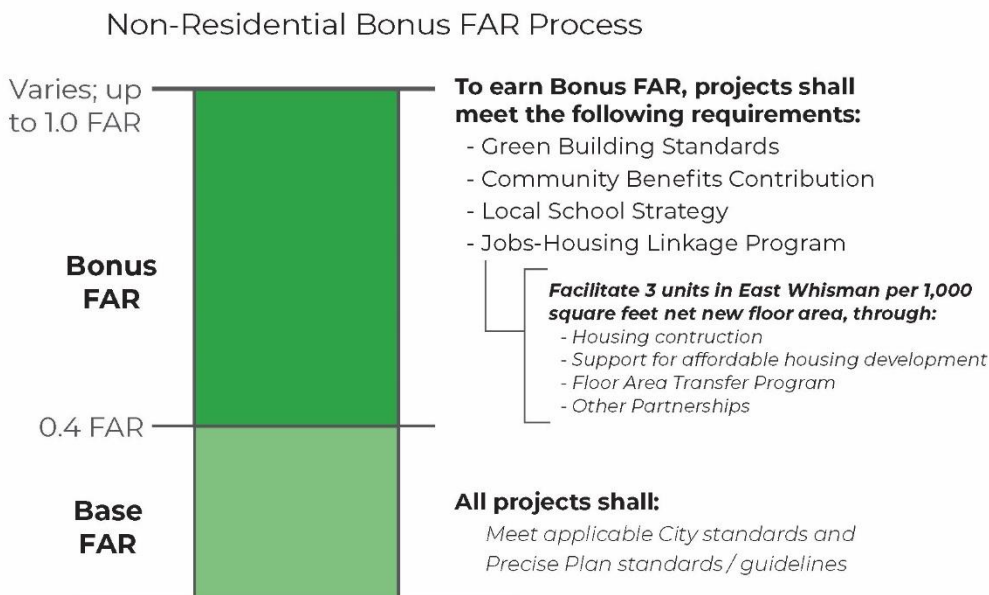 Non-Residential Bonus FAR Process
Varies; up
to 1.0 FAR
To earn Bonus FAR, projects shall
meet the following requirements:
- Green Building Standards
- Community Benefits Contribution
- Local School Strategy
- Jobs-Housing Linkage Program
Bonus
FAR
Facilitate 3 units in East Whisman per 1,000
square feet net new floor area, through:
- Housing contruction
- Support for affordable housing development
- Floor Area Transfer Program
- Other Partnerships
0.4 FAR
Base
FAR
All projects shall:
Meet applicable City standards and
Precise Plan standards / guidelines